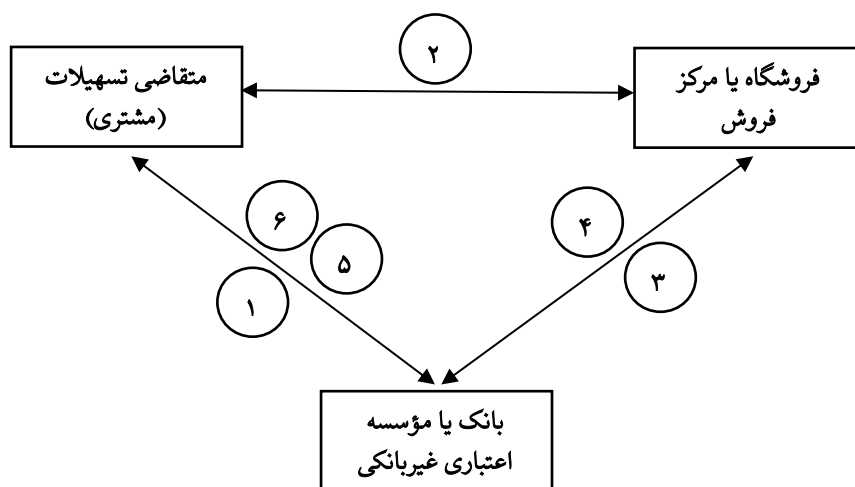 ۲
فروشگاه یا مرکز
فروش
متقاضی تسهیلات
(مشتری)
۶
۵
۱
۴
۳
بانک یا مؤسسه
اعتباری غیربانکی